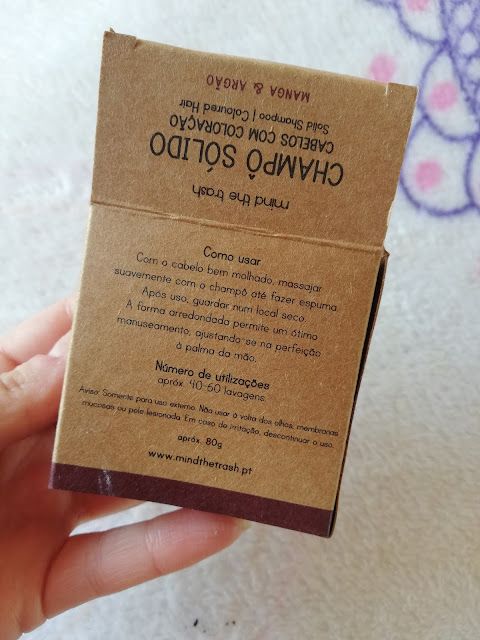 mind the trash
CHAMPÔ SÓLIDO
CABELOS COM COLORAÇÃO
Solid Shampoo | Coloured Hair
MANGA & ARGÃO
Como usar
Com o cabelo bem molhado, massajar
suavemente com o champô até fazer espuma.
Após uso, guardar num local seco.
A forma arredondada permite um ótimo
manuseamento, ajustando-se na perfeição
à palma da mão.
Número de utilizações
apróx. 40-60 lavagens
Aviso: Somente para uso externo. Não usar à volta dos olhos, membranas
mucosas ou pele lesionada. Em caso de irritação, descontinuar o uso.
apróx. 80g
www.mindthetrash.pt